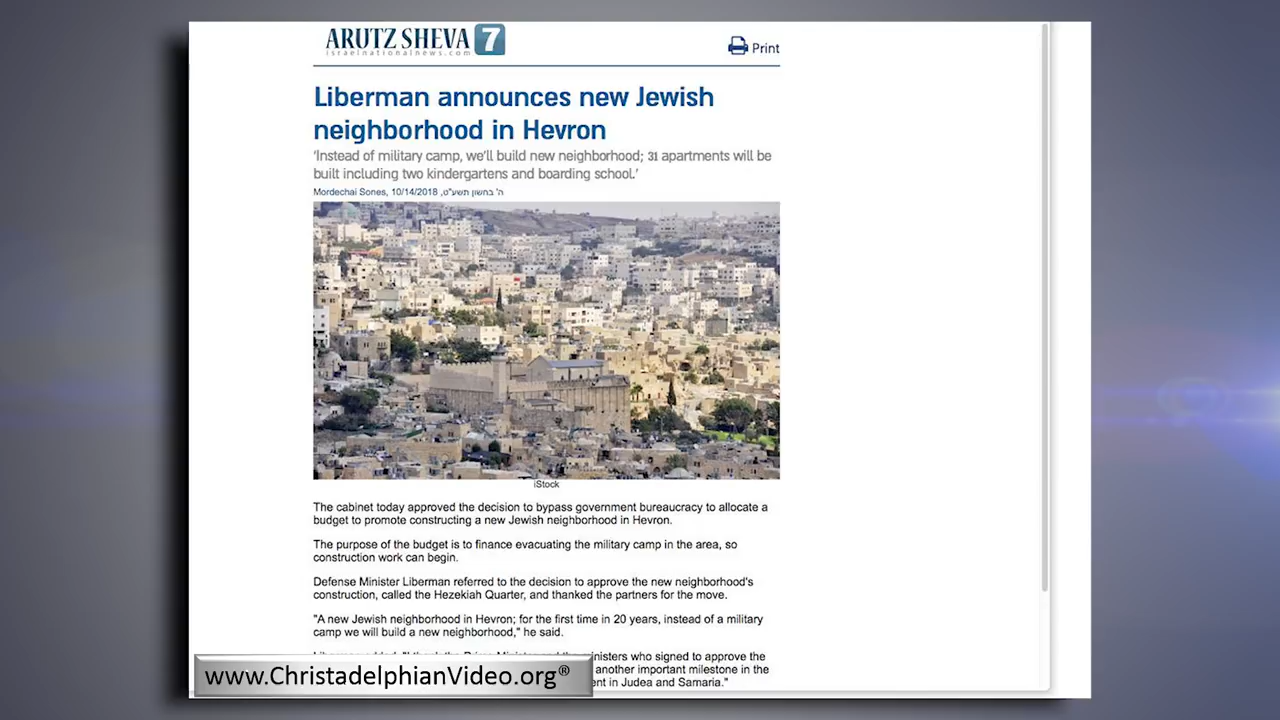 ARUTZ SHEVA 7
israelnationalnews.com
Print
Liberman announces new Jewish
neighborhood in Hevron
'Instead of military camp, we'll build new neighborhood; 31 apartments will be
built including two kindergartens and boarding school.'
Mordechai Sones, 10/14/2018 ,ה' בחשון תשע"ט
iStock
The cabinet today approved the decision to bypass government bureaucracy to allocate a
budget to promote constructing a new Jewish neighborhood in Hevron.
The purpose of the budget is to finance evacuating the military camp in the area, so
construction work can begin.
Defense Minister Liberman referred to the decision to approve the new neighborhood's
construction, called the Hezekiah Quarter, and thanked the partners for the move.
"A new Jewish neighborhood in Hevron; for the first time in 20 years, instead of a military
camp we will build a new neighborhood," he said.
who signed to approve the
another important milestone in the
in Judea and Samaria."
www.ChristadelphianVideo.org®